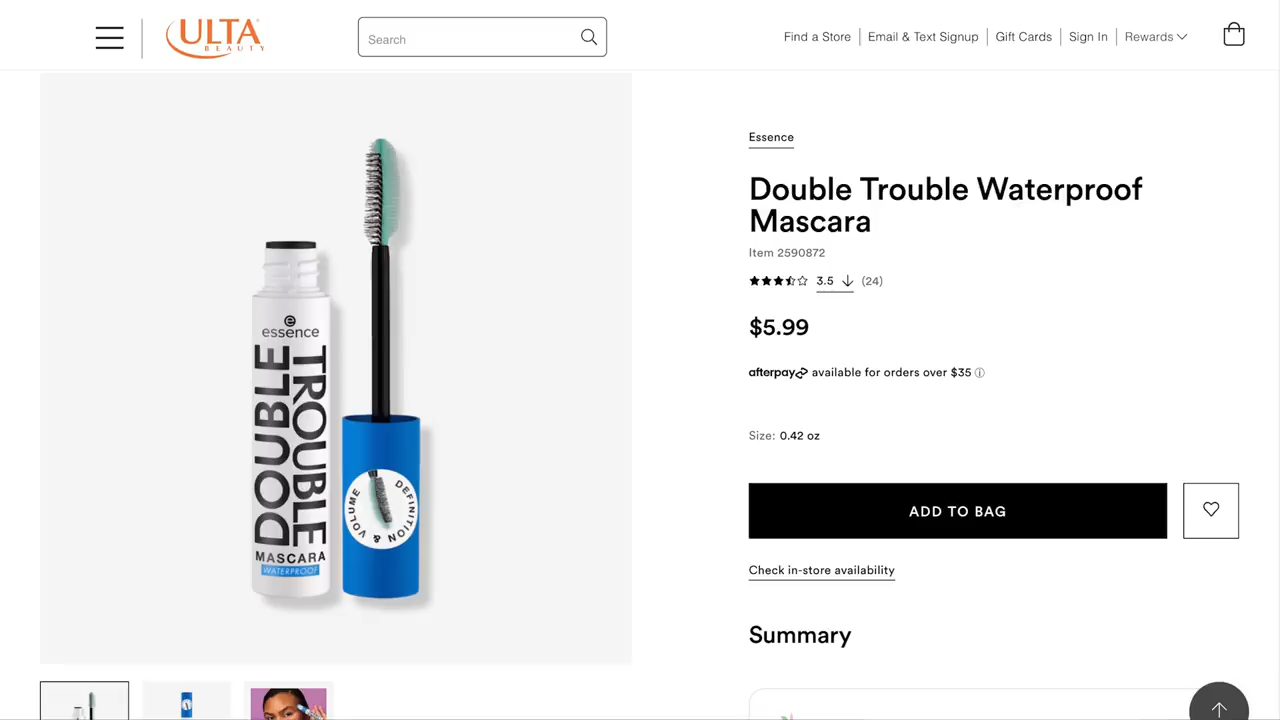 ULTA
BEAUTY
Search
Find a Store
Email & Text Signup
Gift Cards
Sign In
Rewards
essence
DOUBLE
TROUBLE
MASCARA
WATERPROOF
DEFINITION & VOLUME
Essence
Double Trouble Waterproof
Mascara
Item 2590872
3.5
(24)
$5.99
afterpay available for orders over $35
Size: 0.42 oz
ADD TO BAG
Check in-store availability
Summary